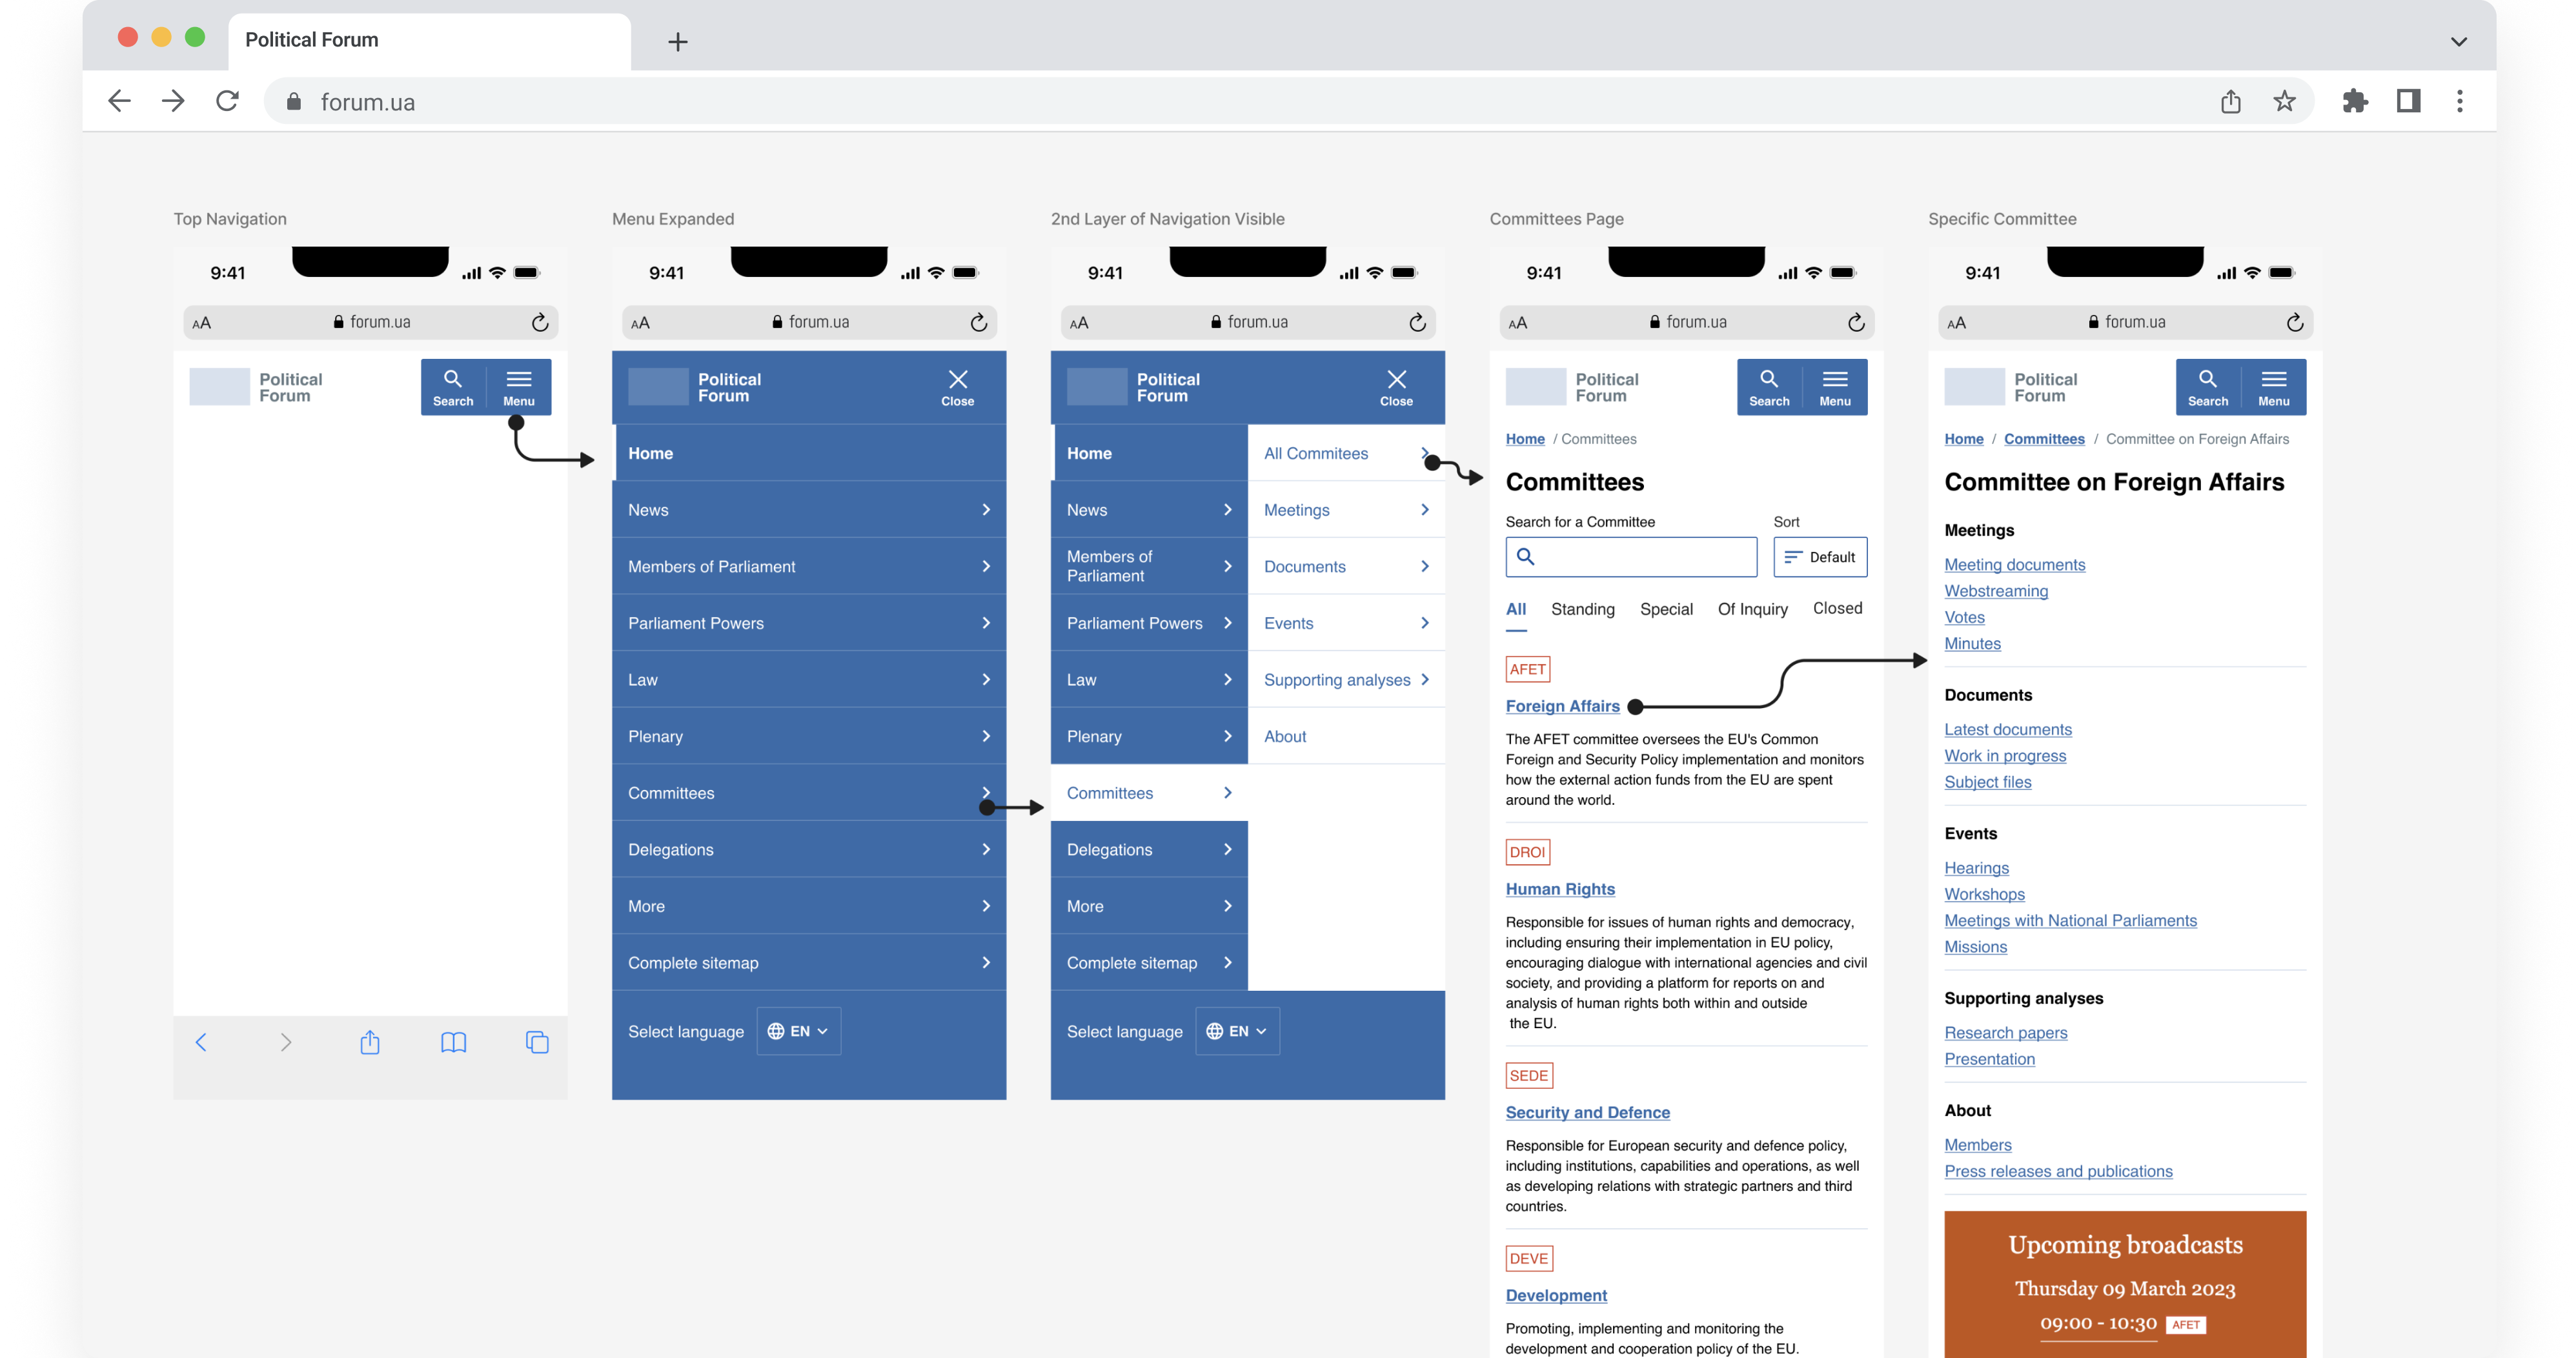 Political Forum
forum.ua
Top Navigation
9:41
AA
forum.ua
Political
Forum
Search
Menu
Menu Expanded
9:41
AA
forum.ua
Political
Forum
Close
Home
News
Members of Parliament
Parliament Powers
Law
Plenary
Committees
Delegations
More
Complete sitemap
Select language
EN
2nd Layer of Navigation Visible
9:41
AA
forum.ua
Political
Forum
Close
Home
News
Members of
Parliament
Parliament Powers
Law
Plenary
Committees
Delegations
More
Complete sitemap
All Commitees
Meetings
Documents
Events
Supporting analyses
About
Select language
EN
Committees Page
9:41
AA
forum.ua
Political
Forum
Search
Menu
Home / Committees
Committees
Search for a Committee
Sort
Default
All Standing Special Of Inquiry Closed
AFET
Foreign Affairs
The AFET committee oversees the EU's Common
Foreign and Security Policy implementation and monitors
how the external action funds from the EU are spent
around the world.
DROI
Human Rights
Responsible for issues of human rights and democracy,
including ensuring their implementation in EU policy,
encouraging dialogue with international agencies and civil
society, and providing a platform for reports on and
analysis of human rights both within and outside
the EU.
SEDE
Security and Defence
Responsible for European security and defence policy,
including institutions, capabilities and operations, as well
as developing relations with strategic partners and third
countries.
DEVE
Development
Promoting, implementing and monitoring the
development and cooperation policy of the EU.
Specific Committee
9:41
AA
forum.ua
Political
Forum
Search
Menu
Home / Committees / Committee on Foreign Affairs
Committee on Foreign Affairs
Meetings
Meeting documents
Webstreaming
Votes
Minutes
Documents
Latest documents
Work in progress
Subject files
Events
Hearings
Workshops
Meetings with National Parliaments
Missions
Supporting analyses
Research papers
Presentation
About
Members
Press releases and publications
Upcoming broadcasts
Thursday 09 March 2023
09:00 - 10:30 AFET